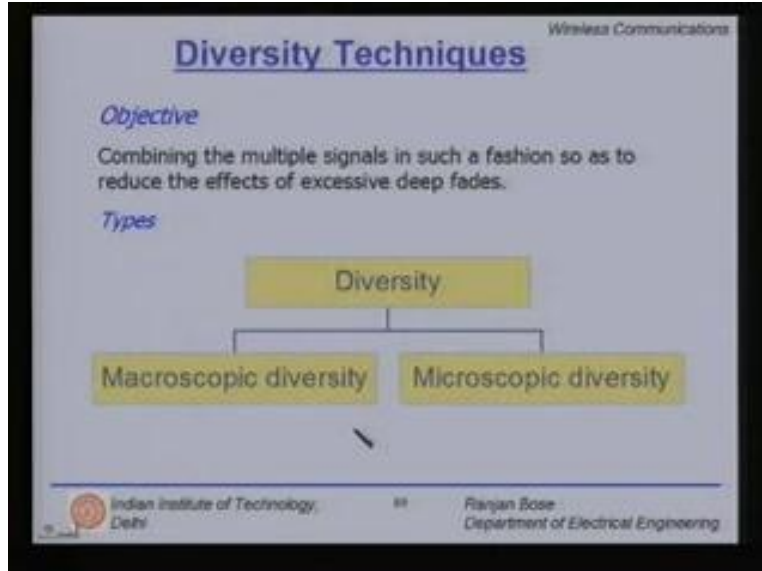 Wireless Communications
Diversity Techniques
Objective
Combining the multiple signals in such a fashion so as to
reduce the effects of excessive deep fades.
Types
Diversity
Macroscopic diversity
Microscopic diversity
Indian Institute of Technology,
Delhi
Ranjan Bose
Department of Electrical Engineering